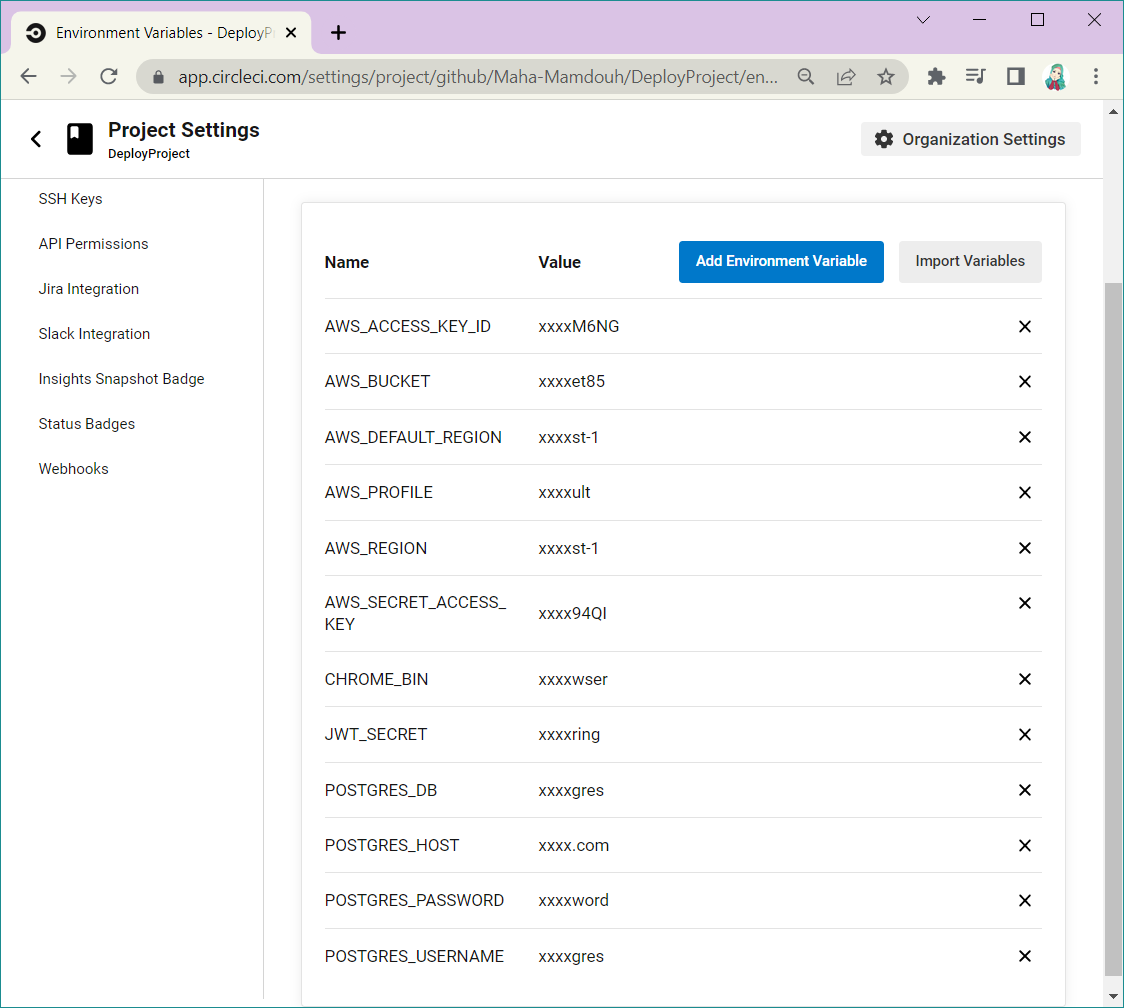 Environment Variables - DeployP
app.circleci.com/settings/project/github/Maha-Mamdouh/DeployProject/en...
Project Settings
DeployProject
Organization Settings
SSH Keys
API Permissions
Jira Integration
Slack Integration
Insights Snapshot Badge
Status Badges
Webhooks
Name Value Add Environment Variable Import Variables
AWS_ACCESS_KEY_ID xxxxM6NG
AWS_BUCKET xxxxet85
AWS_DEFAULT_REGION xxxxst-1
AWS_PROFILE xxxxult
AWS_REGION xxxxst-1
AWS_SECRET_ACCESS_
KEY xxxx94QI
CHROME_BIN xxxxwser
JWT_SECRET xxxxring
POSTGRES_DB xxxxgres
POSTGRES_HOST xxxx.com
POSTGRES_PASSWORD xxxxword
POSTGRES_USERNAME xxxxgres